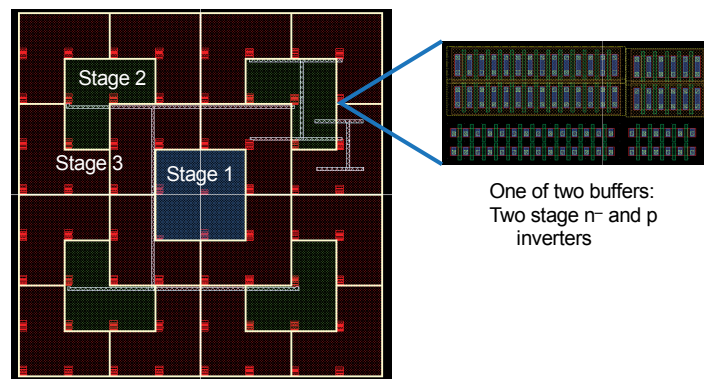 Stage 2
Stage 3
Stage 1
One of two buffers:
Two stage n– and p
inverters